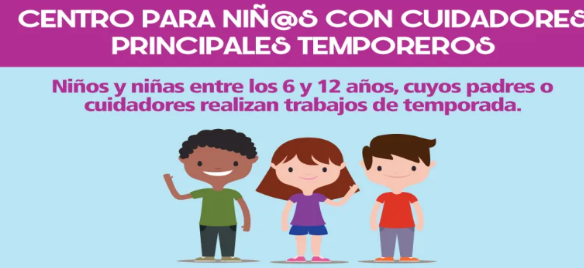 CENTRO PARA NIÑ@S CON CUIDADORES
PRINCIPALES TEMPOREROS
Niños y niñas entre los 6 y 12 años, cuyos padres o
cuidadores realizan trabajos de temporada.